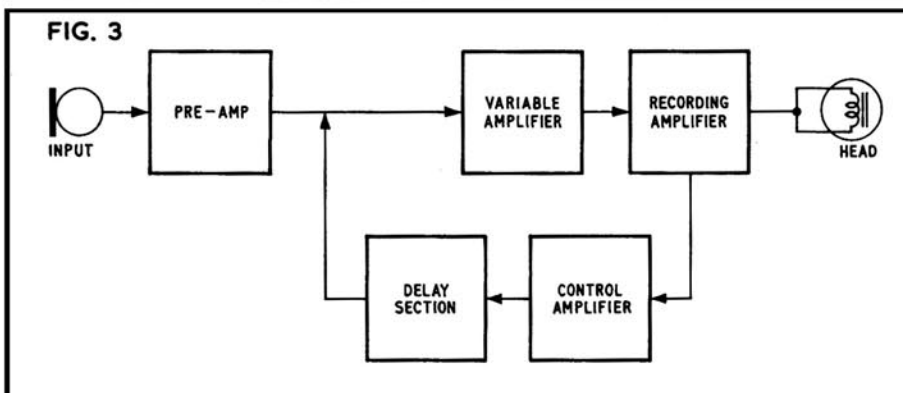 FIG. 3
INPUT
PRE-AMP
VARIABLE
AMPLIFIER
RECORDING
AMPLIFIER
HEAD
DELAY
SECTION
CONTROL
AMPLIFIER